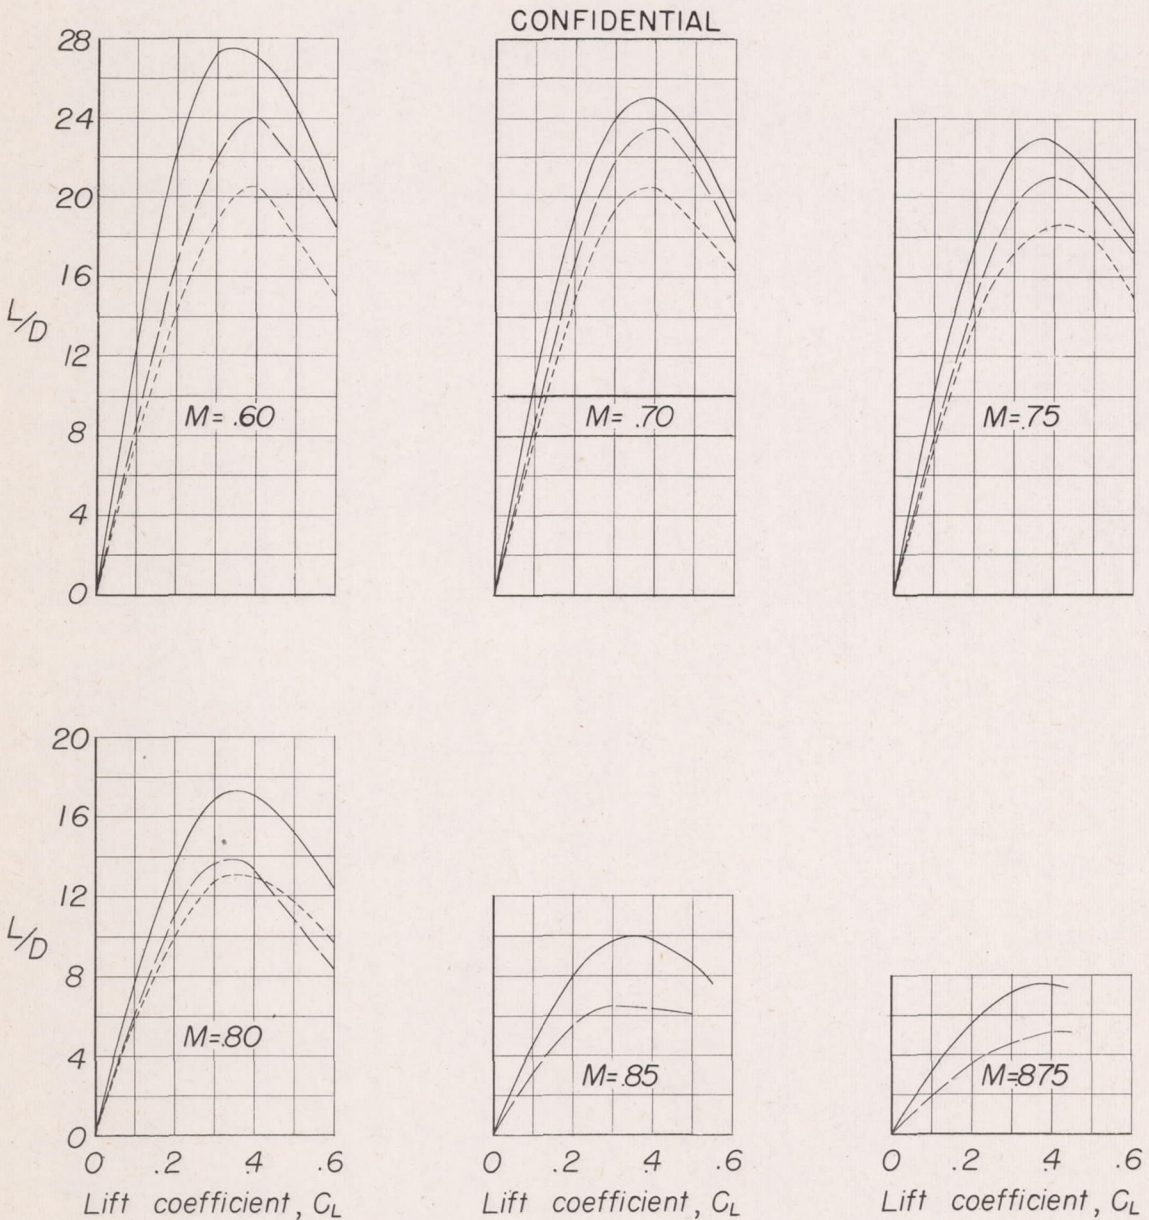 CONFIDENTIAL
28
24
20
16
L/D
12
8
4
0
M= .60
M= .70
M=.75
20
16
12
L/D
8
4
0
M=.80
M=.85
M=.875
0 .2 .4 .6
0 .2 .4 .6
0 .2 .4 .6
Lift coefficient, CL
Lift coefficient, CL
Lift coefficient, CL